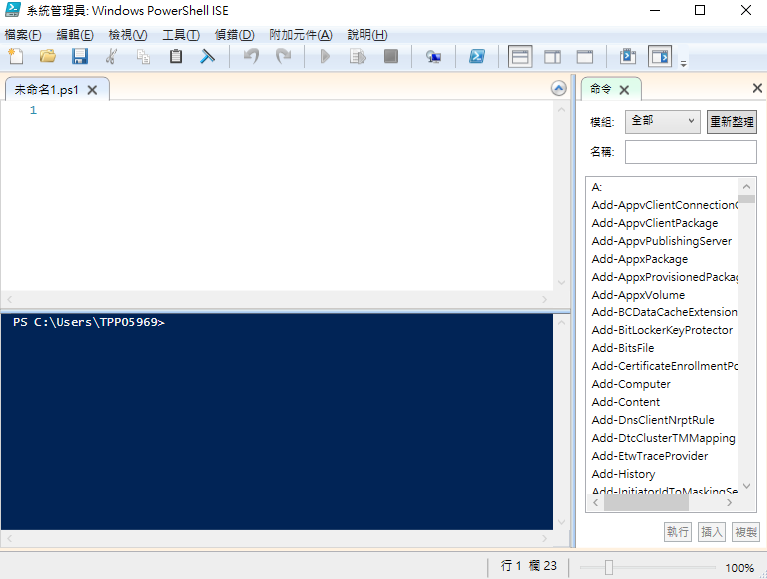 系統管理員: Windows PowerShell ISE
檔案(F) 編輯(E) 檢視(V) 工具(T) 偵錯(D) 附加元件(A) 說明(H)
未命名1.ps1
1
PS C:\Users\TPP05969>
命令
模組: 全部 重新整理
名稱:
A:
Add-AppvClientConnectionG
Add-AppvClientPackage
Add-AppvPublishingServer
Add-AppxPackage
Add-AppxProvisionedPackag
Add-AppxVolume
Add-BCDataCacheExtension
Add-BitLockerKeyProtector
Add-BitsFile
Add-CertificateEnrollmentPo
Add-Computer
Add-Content
Add-DnsClientNrptRule
Add-DtcClusterTMMapping
Add-EtwTraceProvider
Add-History
Add-InitiatorIdToMaskingSe
執行 插入 複製
行 1 欄 23 100%